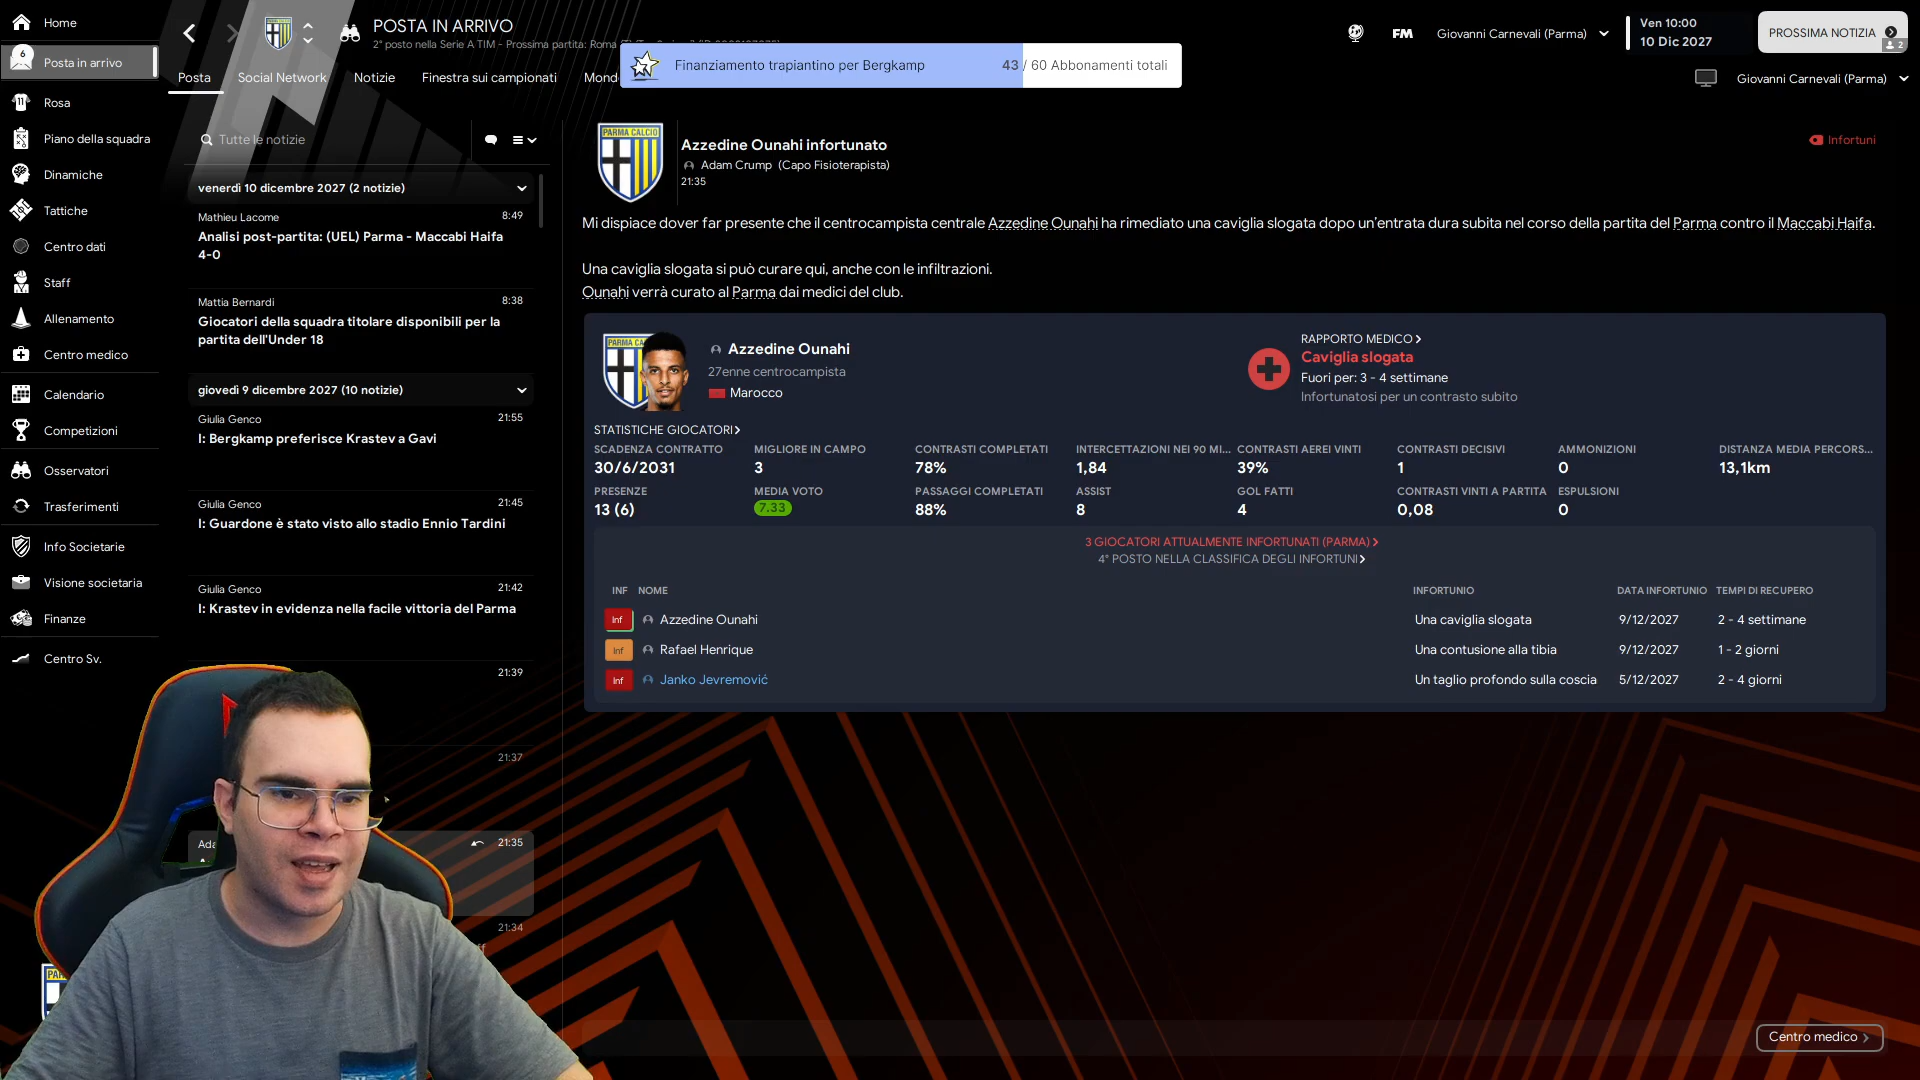 Home
6
Posta in arrivo
Rosa
Piano della squadra
Dinamiche
Tattiche
Centro dati
Staff
Allenamento
Centro medico
Calendario
Competizioni
Osservatori
Trasferimenti
Info Societarie
Visione societaria
Finanze
Centro Sv.
POSTA IN ARRIVO
2° posto nella Serie A TIM - Prossima partita: Roma
Posta
Social Network
Notizie
Finestra sui campionati
Mond
Finanziamento trapiantino per Bergkamp
43 / 60 Abbonamenti totali
FM
Giovanni Carnevali (Parma)
Ven 10:00
10 Dic 2027
PROSSIMA NOTIZIA
2
Giovanni Carnevali (Parma)
Tutte le notizie
venerdì 10 dicembre 2027 (2 notizie)
Mathieu Lacome 8:49
Analisi post-partita: (UEL) Parma - Maccabi Haifa
4-0
Mattia Bernardi 8:38
Giocatori della squadra titolare disponibili per la
partita dell'Under 18
giovedì 9 dicembre 2027 (10 notizie)
Giulia Genco 21:55
I: Bergkamp preferisce Krastev a Gavi
Giulia Genco 21:45
I: Guardone è stato visto allo stadio Ennio Tardini
Giulia Genco 21:42
I: Krastev in evidenza nella facile vittoria del Parma
21:39
21:37
Ada 21:35
21:34
PARMA CALCIO
Azzedine Ounahi infortunato
Adam Crump (Capo Fisioterapista)
21:35
Infortuni
Mi dispiace dover far presente che il centrocampista centrale Azzedine Ounahi ha rimediato una caviglia slogata dopo un'entrata dura subita nel corso della partita del Parma contro il Maccabi Haifa.
Una caviglia slogata si può curare qui, anche con le infiltrazioni.
Ounahi verrà curato al Parma dai medici del club.
Azzedine Ounahi
27enne centrocampista
Marocco
RAPPORTO MEDICO
Caviglia slogata
Fuori per: 3 - 4 settimane
Infortunatosi per un contrasto subito
STATISTICHE GIOCATORI
SCADENZA CONTRATTO MIGLIORE IN CAMPO CONTRASTI COMPLETATI INTERCETTAZIONI NEI 90 MI... CONTRASTI AEREI VINTI CONTRASTI DECISIVI AMMONIZIONI DISTANZA MEDIA PERCORS...
30/6/2031 3 78% 1,84 39% 1 0 13,1km
PRESENZE MEDIA VOTO PASSAGGI COMPLETATI ASSIST GOL FATTI CONTRASTI VINTI A PARTITA ESPULSIONI
13 (6) 7.33 88% 8 4 0,08 0
3 GIOCATORI ATTUALMENTE INFORTUNATI (PARMA)
4° POSTO NELLA CLASSIFICA DEGLI INFORTUNI
INF NOME INFORTUNIO DATA INFORTUNIO TEMPI DI RECUPERO
Inf Azzedine Ounahi Una caviglia slogata 9/12/2027 2 - 4 settimane
Inf Rafael Henrique Una contusione alla tibia 9/12/2027 1 - 2 giorni
Inf Janko Jevremović Un taglio profondo sulla coscia 5/12/2027 2 - 4 giorni
Centro medico